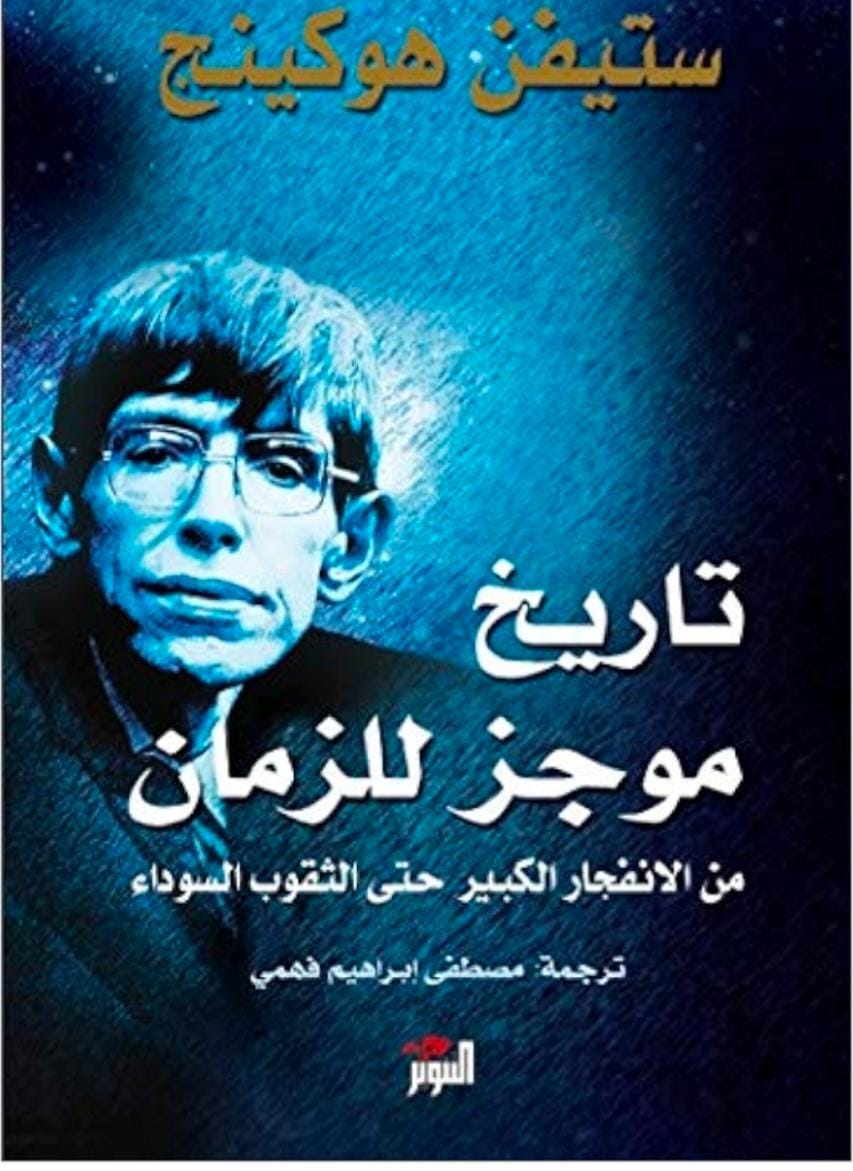 ستيفن هوكينج
تاريخ
موجز للزمان
من الانفجار الكبير حتى الثقوب السوداء
ترجمة: مصطفى إبراهيم فهمي
التنوير